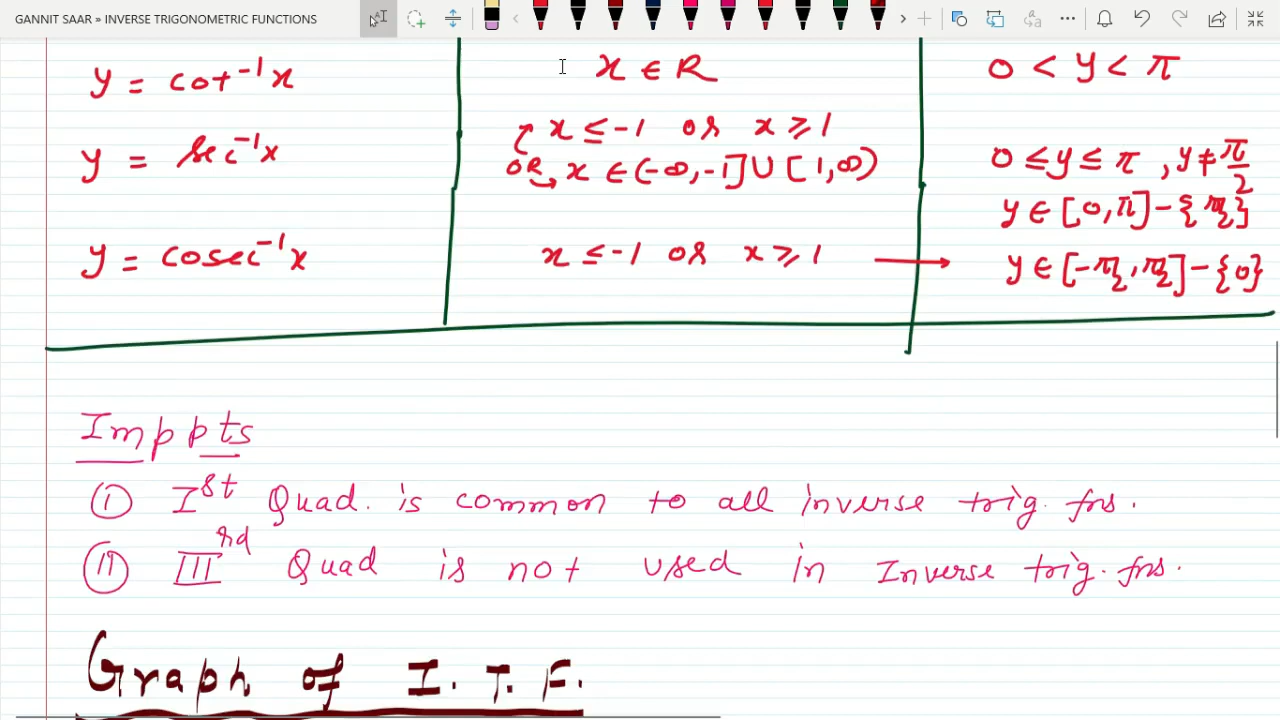 GANNIT SAAR » INVERSE TRIGONOMETRIC FUNCTIONS
y = cot⁻¹x x ∈ R 0 < y < π
y = sec⁻¹x x ≤ -1 or x ≥ 1
OR x ∈ (-∞, -1] ∪ [1, ∞) 0 ≤ y ≤ π , y ≠ π/2
y ∈ [0, π] - {π/2}
y = cosec⁻¹x x ≤ -1 or x ≥ 1 → y ∈ [-π/2, π/2] - {0}
Imp pts
① Iˢᵗ Quad. is common to all inverse trig. fns.
② IIIʳᵈ Quad is not used in Inverse trig. fns.
Graph of I. T. F.